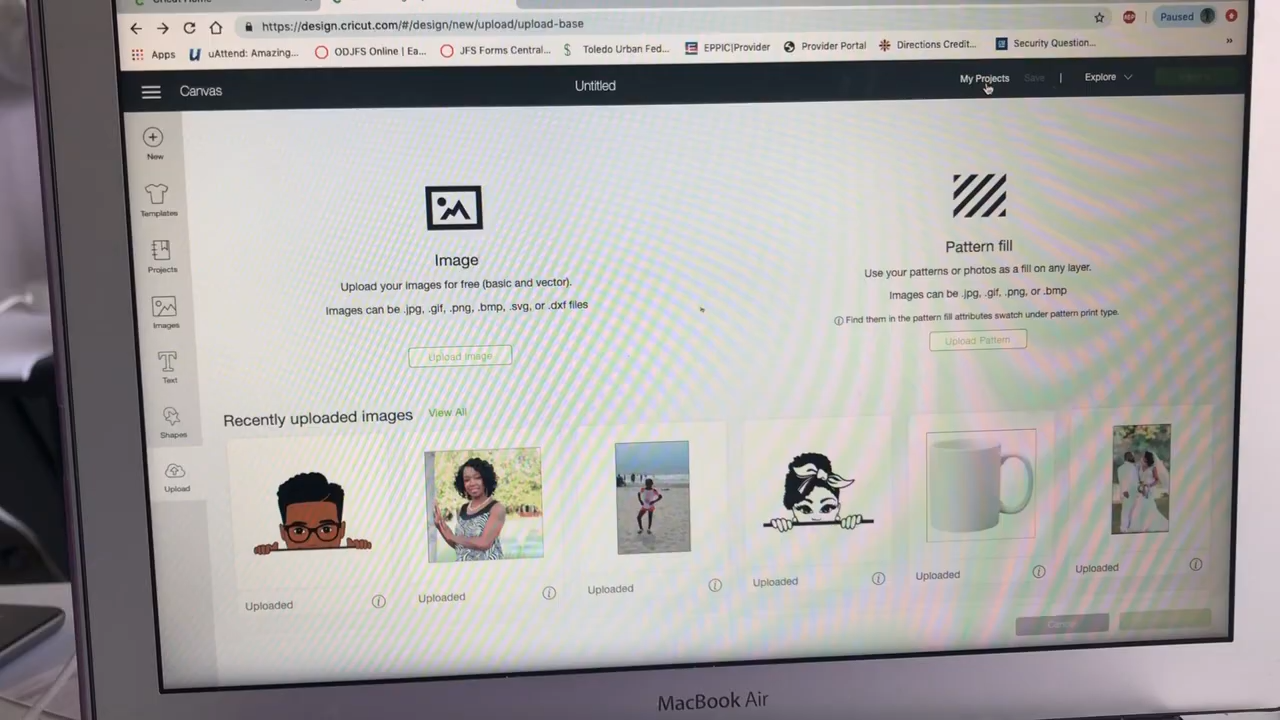 https://design.cricut.com/#/design/new/upload/upload-base
Paused
Apps
uAttend: Amazing...
ODJFS Online | Ea...
JFS Forms Central...
Toledo Urban Fed...
EPPIC|Provider
Provider Portal
Directions Credit...
Security Question...
»
Canvas
Untitled
My Projects
Save
|
Explore
New
Templates
Projects
Images
Text
Shapes
Upload
Image
Upload your images for free (basic and vector).
Images can be .jpg, .gif, .png, .bmp, .svg, or .dxf files
Upload Image
Pattern fill
Use your patterns or photos as a fill on any layer.
Images can be .jpg, .gif, .png, or .bmp
Find them in the pattern fill attributes swatch under pattern print type.
Upload Pattern
Recently uploaded images
View All
Uploaded
Uploaded
Uploaded
Uploaded
Uploaded
Uploaded
Cancel
MacBook Air